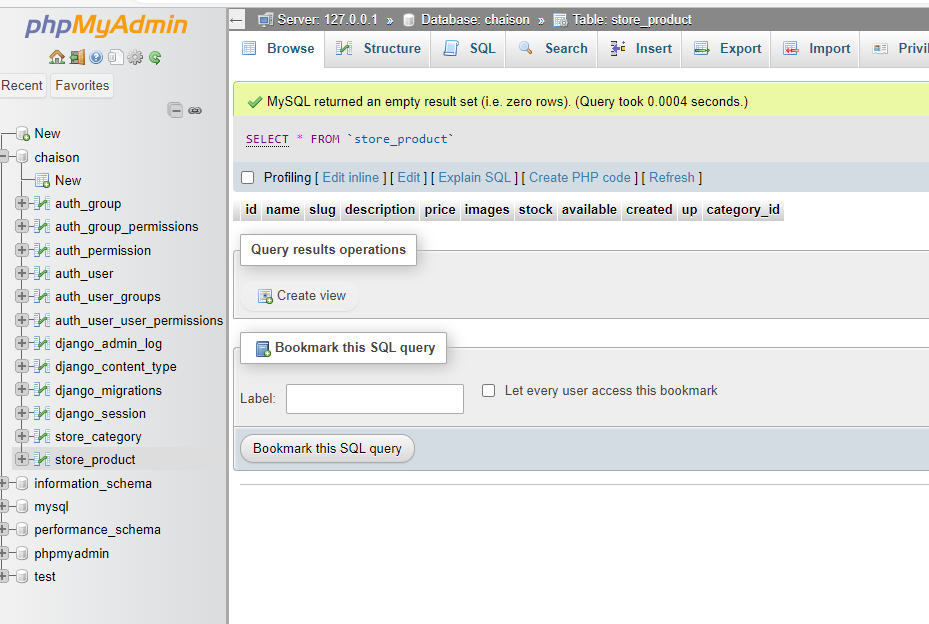 phpMyAdmin
Recent Favorites
New
chaison
New
auth_group
auth_group_permissions
auth_permission
auth_user
auth_user_groups
auth_user_user_permissions
django_admin_log
django_content_type
django_migrations
django_session
store_category
store_product
information_schema
mysql
performance_schema
phpmyadmin
test
Server: 127.0.0.1 » Database: chaison » Table: store_product
Browse Structure SQL Search Insert Export Import Privil
MySQL returned an empty result set (i.e. zero rows). (Query took 0.0004 seconds.)
SELECT * FROM `store_product`
Profiling [ Edit inline ] [ Edit ] [ Explain SQL ] [ Create PHP code ] [ Refresh ]
id name slug description price images stock available created up category_id
Query results operations
Create view
Bookmark this SQL query
Label: Let every user access this bookmark
Bookmark this SQL query